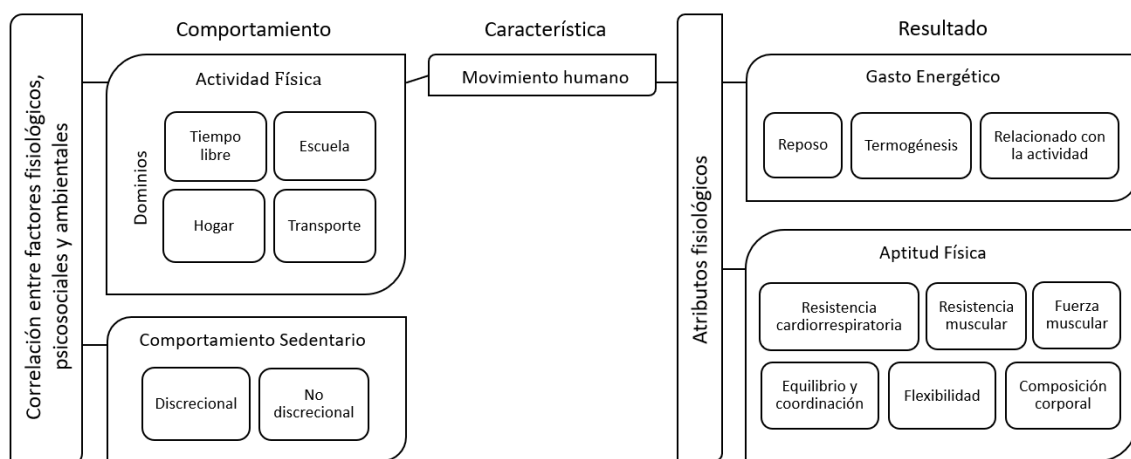 Correlación entre factores fisiológicos,
psicosociales y ambientales
Comportamiento
Actividad Física
Dominios
Tiempo
libre
Escuela
Hogar
Transporte
Comportamiento Sedentario
Discrecional
No
discrecional
Característica
Movimiento humano
Atributos fisiológicos
Resultado
Gasto Energético
Reposo
Termogénesis
Relacionado con
la actividad
Aptitud Física
Resistencia
cardiorrespiratoria
Resistencia
muscular
Fuerza
muscular
Equilibrio y
coordinación
Flexibilidad
Composición
corporal